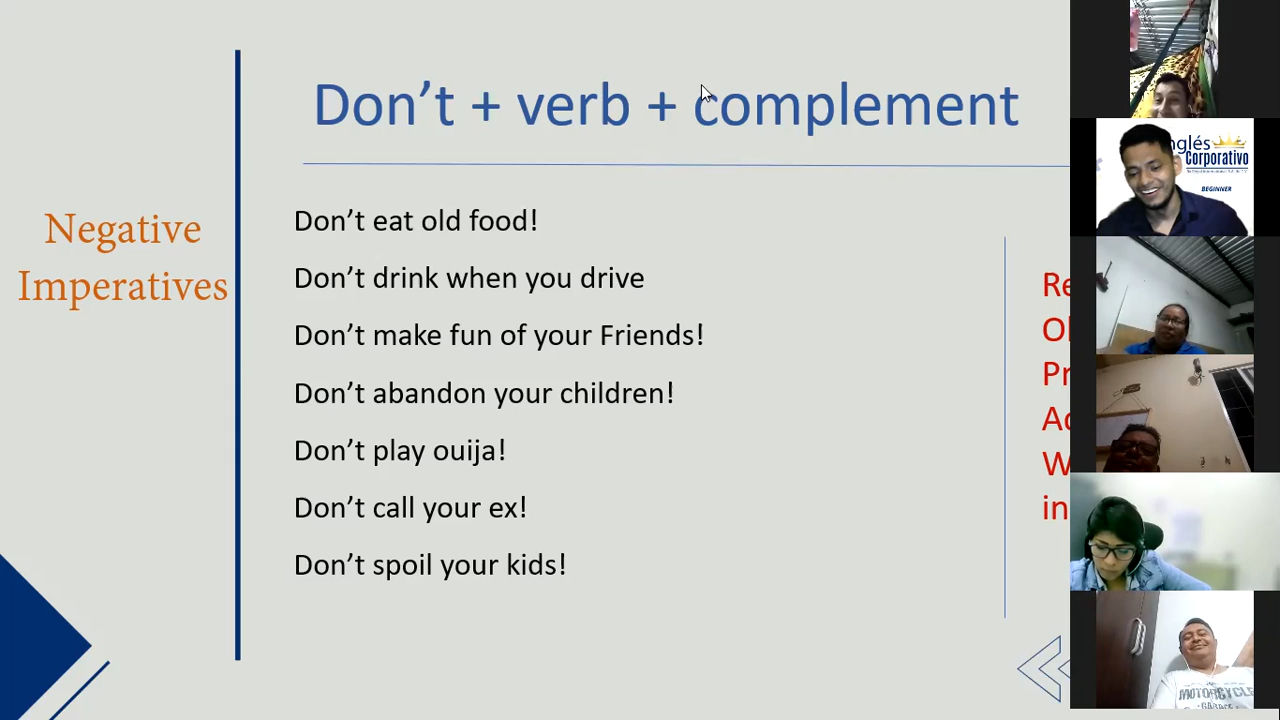 Don't + verb + complement
Negative
Imperatives
Don't eat old food!
Don't drink when you drive
Don't make fun of your Friends!
Don't abandon your children!
Don't play ouija!
Don't call your ex!
Don't spoil your kids!
Corporativo
BEGINNER
MOTORCYCLE